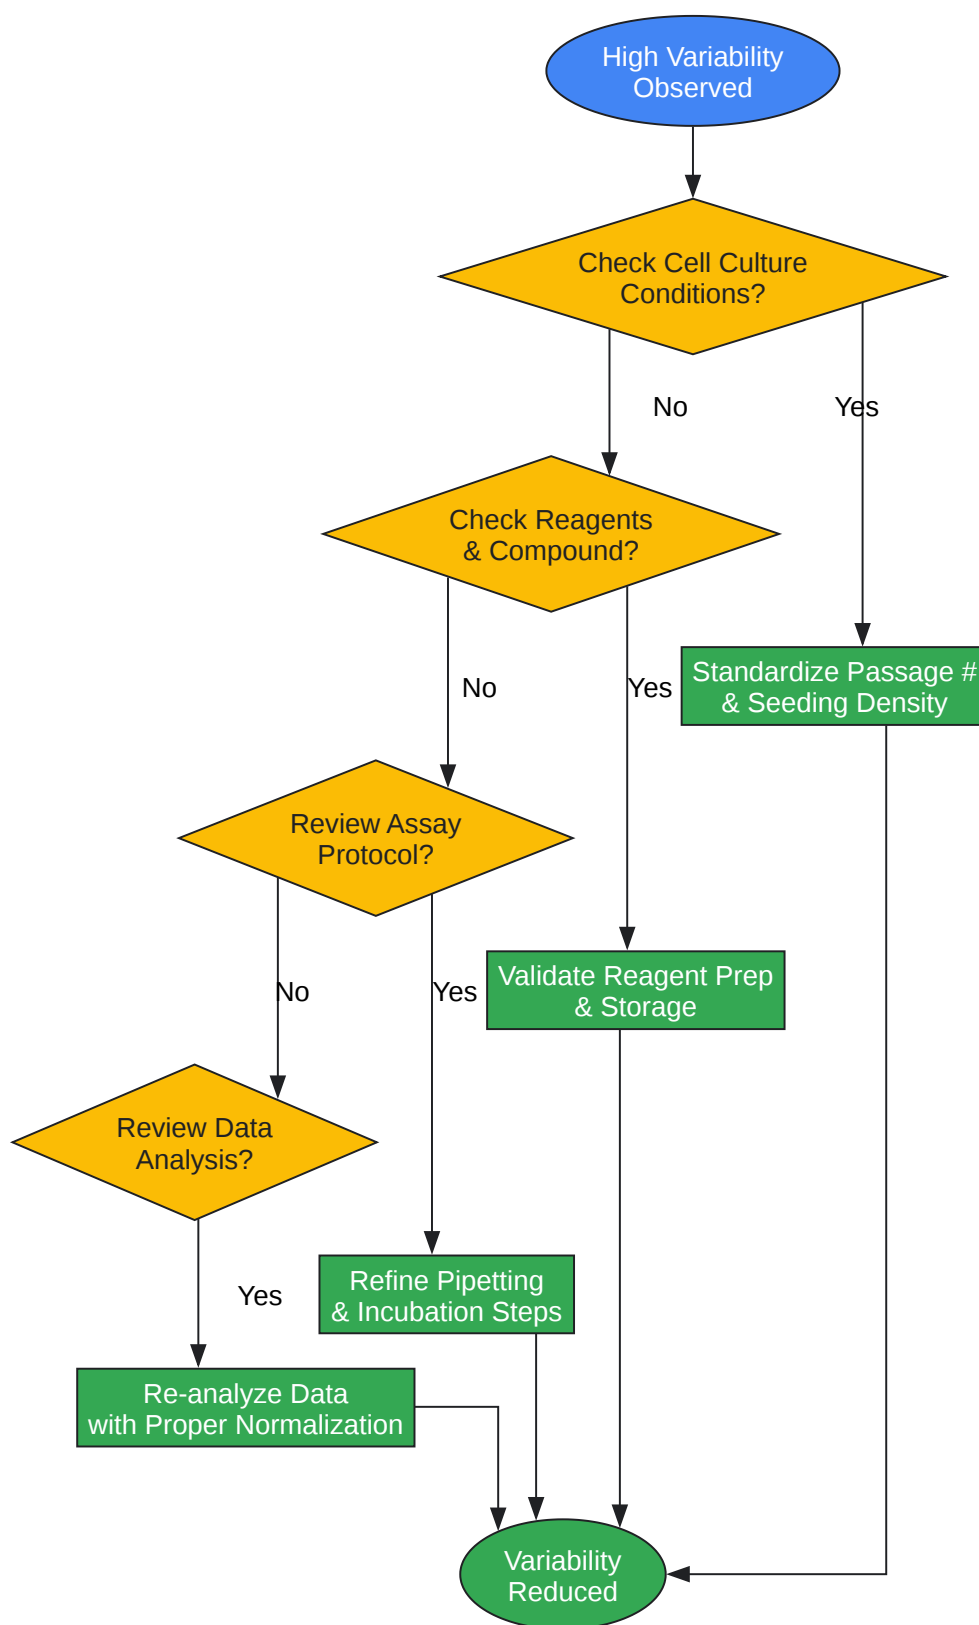 High Variability
Observed
Check Cell Culture
Conditions?
No
Yes
Check Reagents
& Compound?
Standardize Passage #
& Seeding Density
No
Yes
Review Assay
Protocol?
Validate Reagent Prep
& Storage
No
Yes
Review Data
Analysis?
Refine Pipetting
& Incubation Steps
Yes
Re-analyze Data
with Proper Normalization
Variability
Reduced